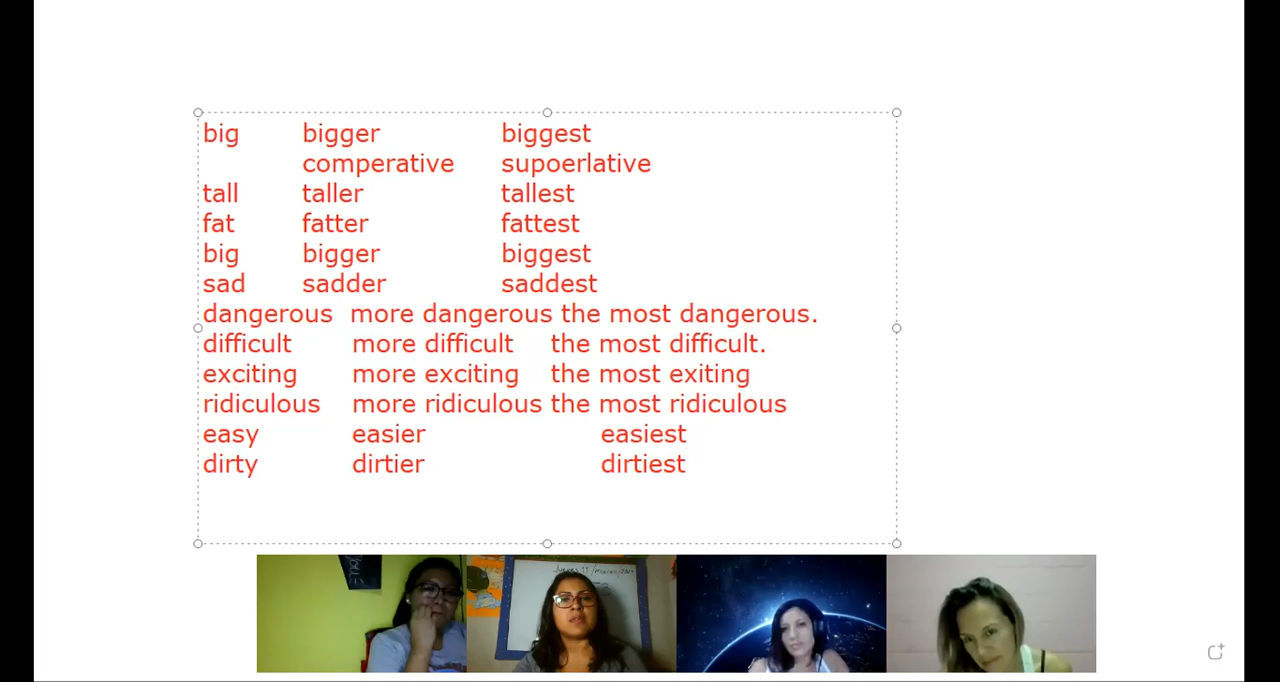 big bigger biggest
comperative supoerlative
tall taller tallest
fat fatter fattest
big bigger biggest
sad sadder saddest
dangerous more dangerous the most dangerous.
difficult more difficult the most difficult.
exciting more exciting the most exiting
ridiculous more ridiculous the most ridiculous
easy easier easiest
dirty dirtier dirtiest